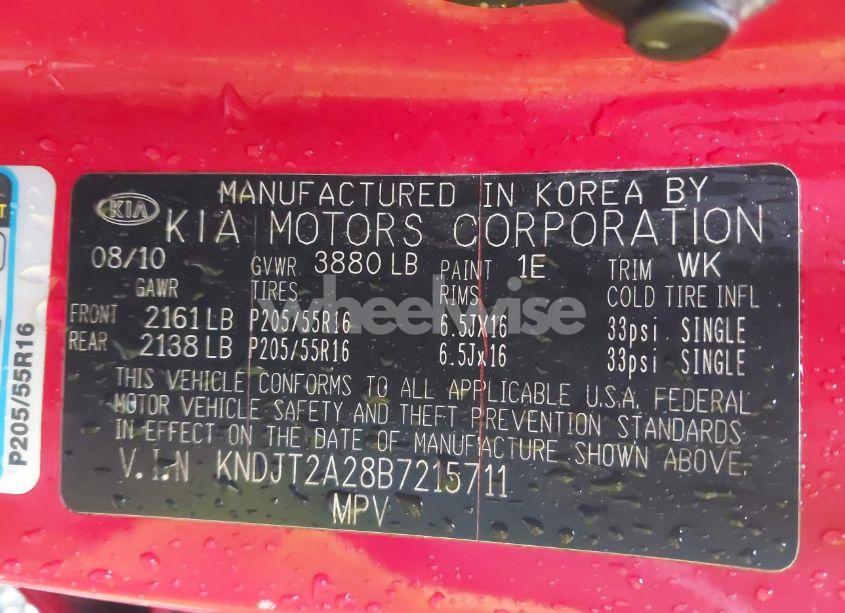 MANUFACTURED IN KOREA BY
KIA KIA MOTORS CORPORATION
08/10 GVWR 3880 LB PAINT 1E TRIM WK
GAWR TIRES RIMS COLD TIRE INFL
FRONT 2161 LB P205/55R16 6.5Jx16 33psi SINGLE
REAR 2138 LB P205/55R16 6.5Jx16 33psi SINGLE
THIS VEHICLE CONFORMS TO ALL APPLICABLE U.S.A. FEDERAL
MOTOR VEHICLE SAFETY AND THEFT PREVENTION STANDARDS
IN EFFECT ON THE DATE OF MANUFACTURE SHOWN ABOVE.
V.I.N KNDJT2A28B7215711
MPV
P205/55R16
wheelwise